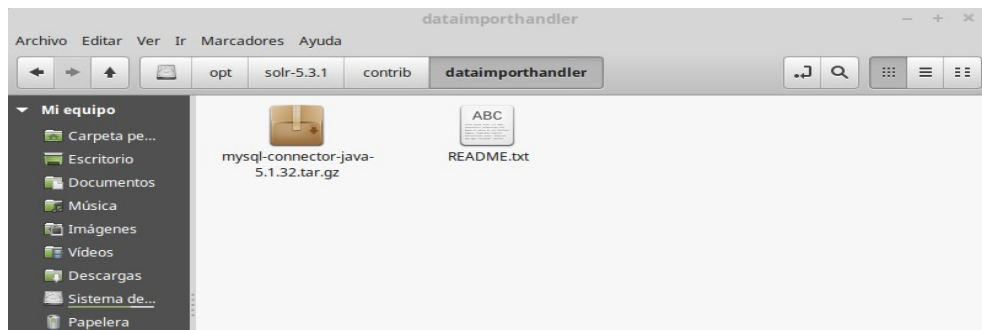 dataimporthandler
Archivo Editar Ver Ir Marcadores Ayuda
opt solr-5.3.1 contrib dataimporthandler
Mi equipo
Carpeta pe...
Escritorio
Documentos
Música
Imágenes
Vídeos
Descargas
Sistema de...
Papelera
mysql-connector-java-
5.1.32.tar.gz
ABC
README.txt